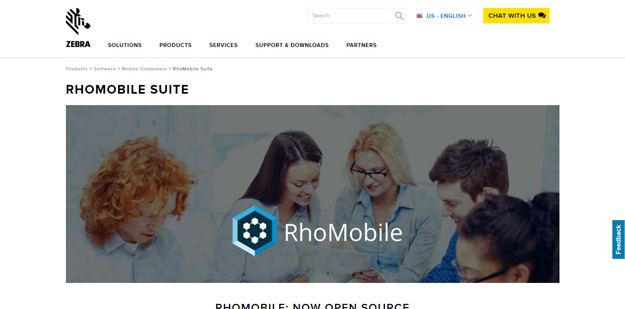 Search
US - ENGLISH
CHAT WITH US
ZEBRA
SOLUTIONS PRODUCTS SERVICES SUPPORT & DOWNLOADS PARTNERS
Products > Software > Mobile Computers > RhoMobile Suite
RHOMOBILE SUITE
RhoMobile
Feedback
RHOMOBILE: NOW OPEN SOURCE